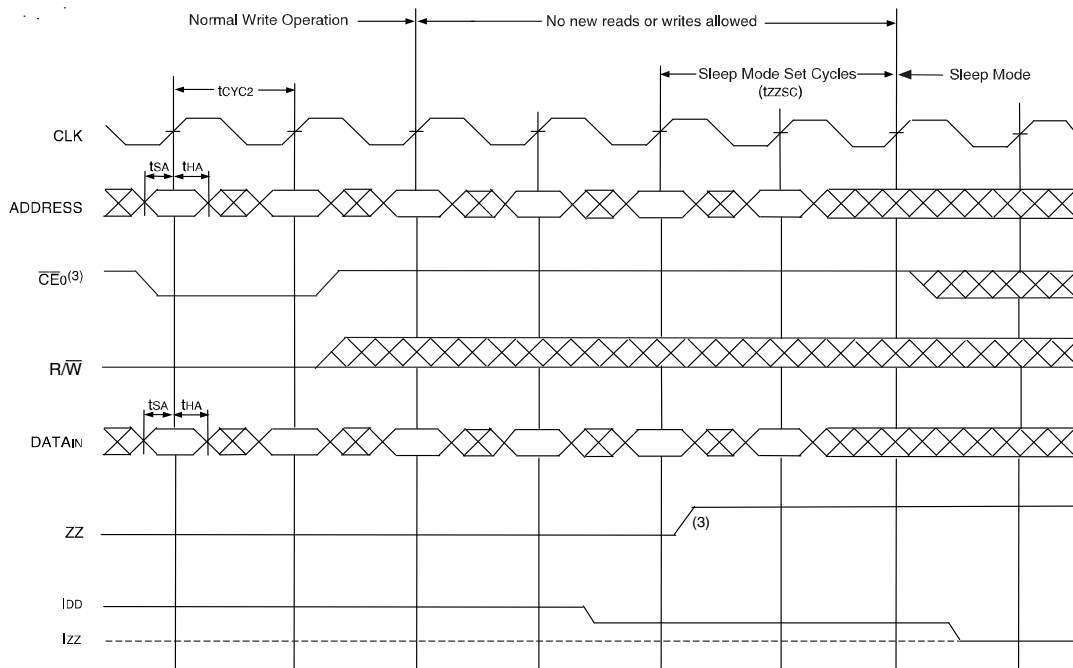 Normal Write Operation
No new reads or writes allowed
Sleep Mode Set Cycles
(tZZSC)
Sleep Mode
tCYC2
CLK
tSA tHA
ADDRESS
CE0(3)
R/W
tSA tHA
DATAIN
ZZ
(3)
IDD
IZZ